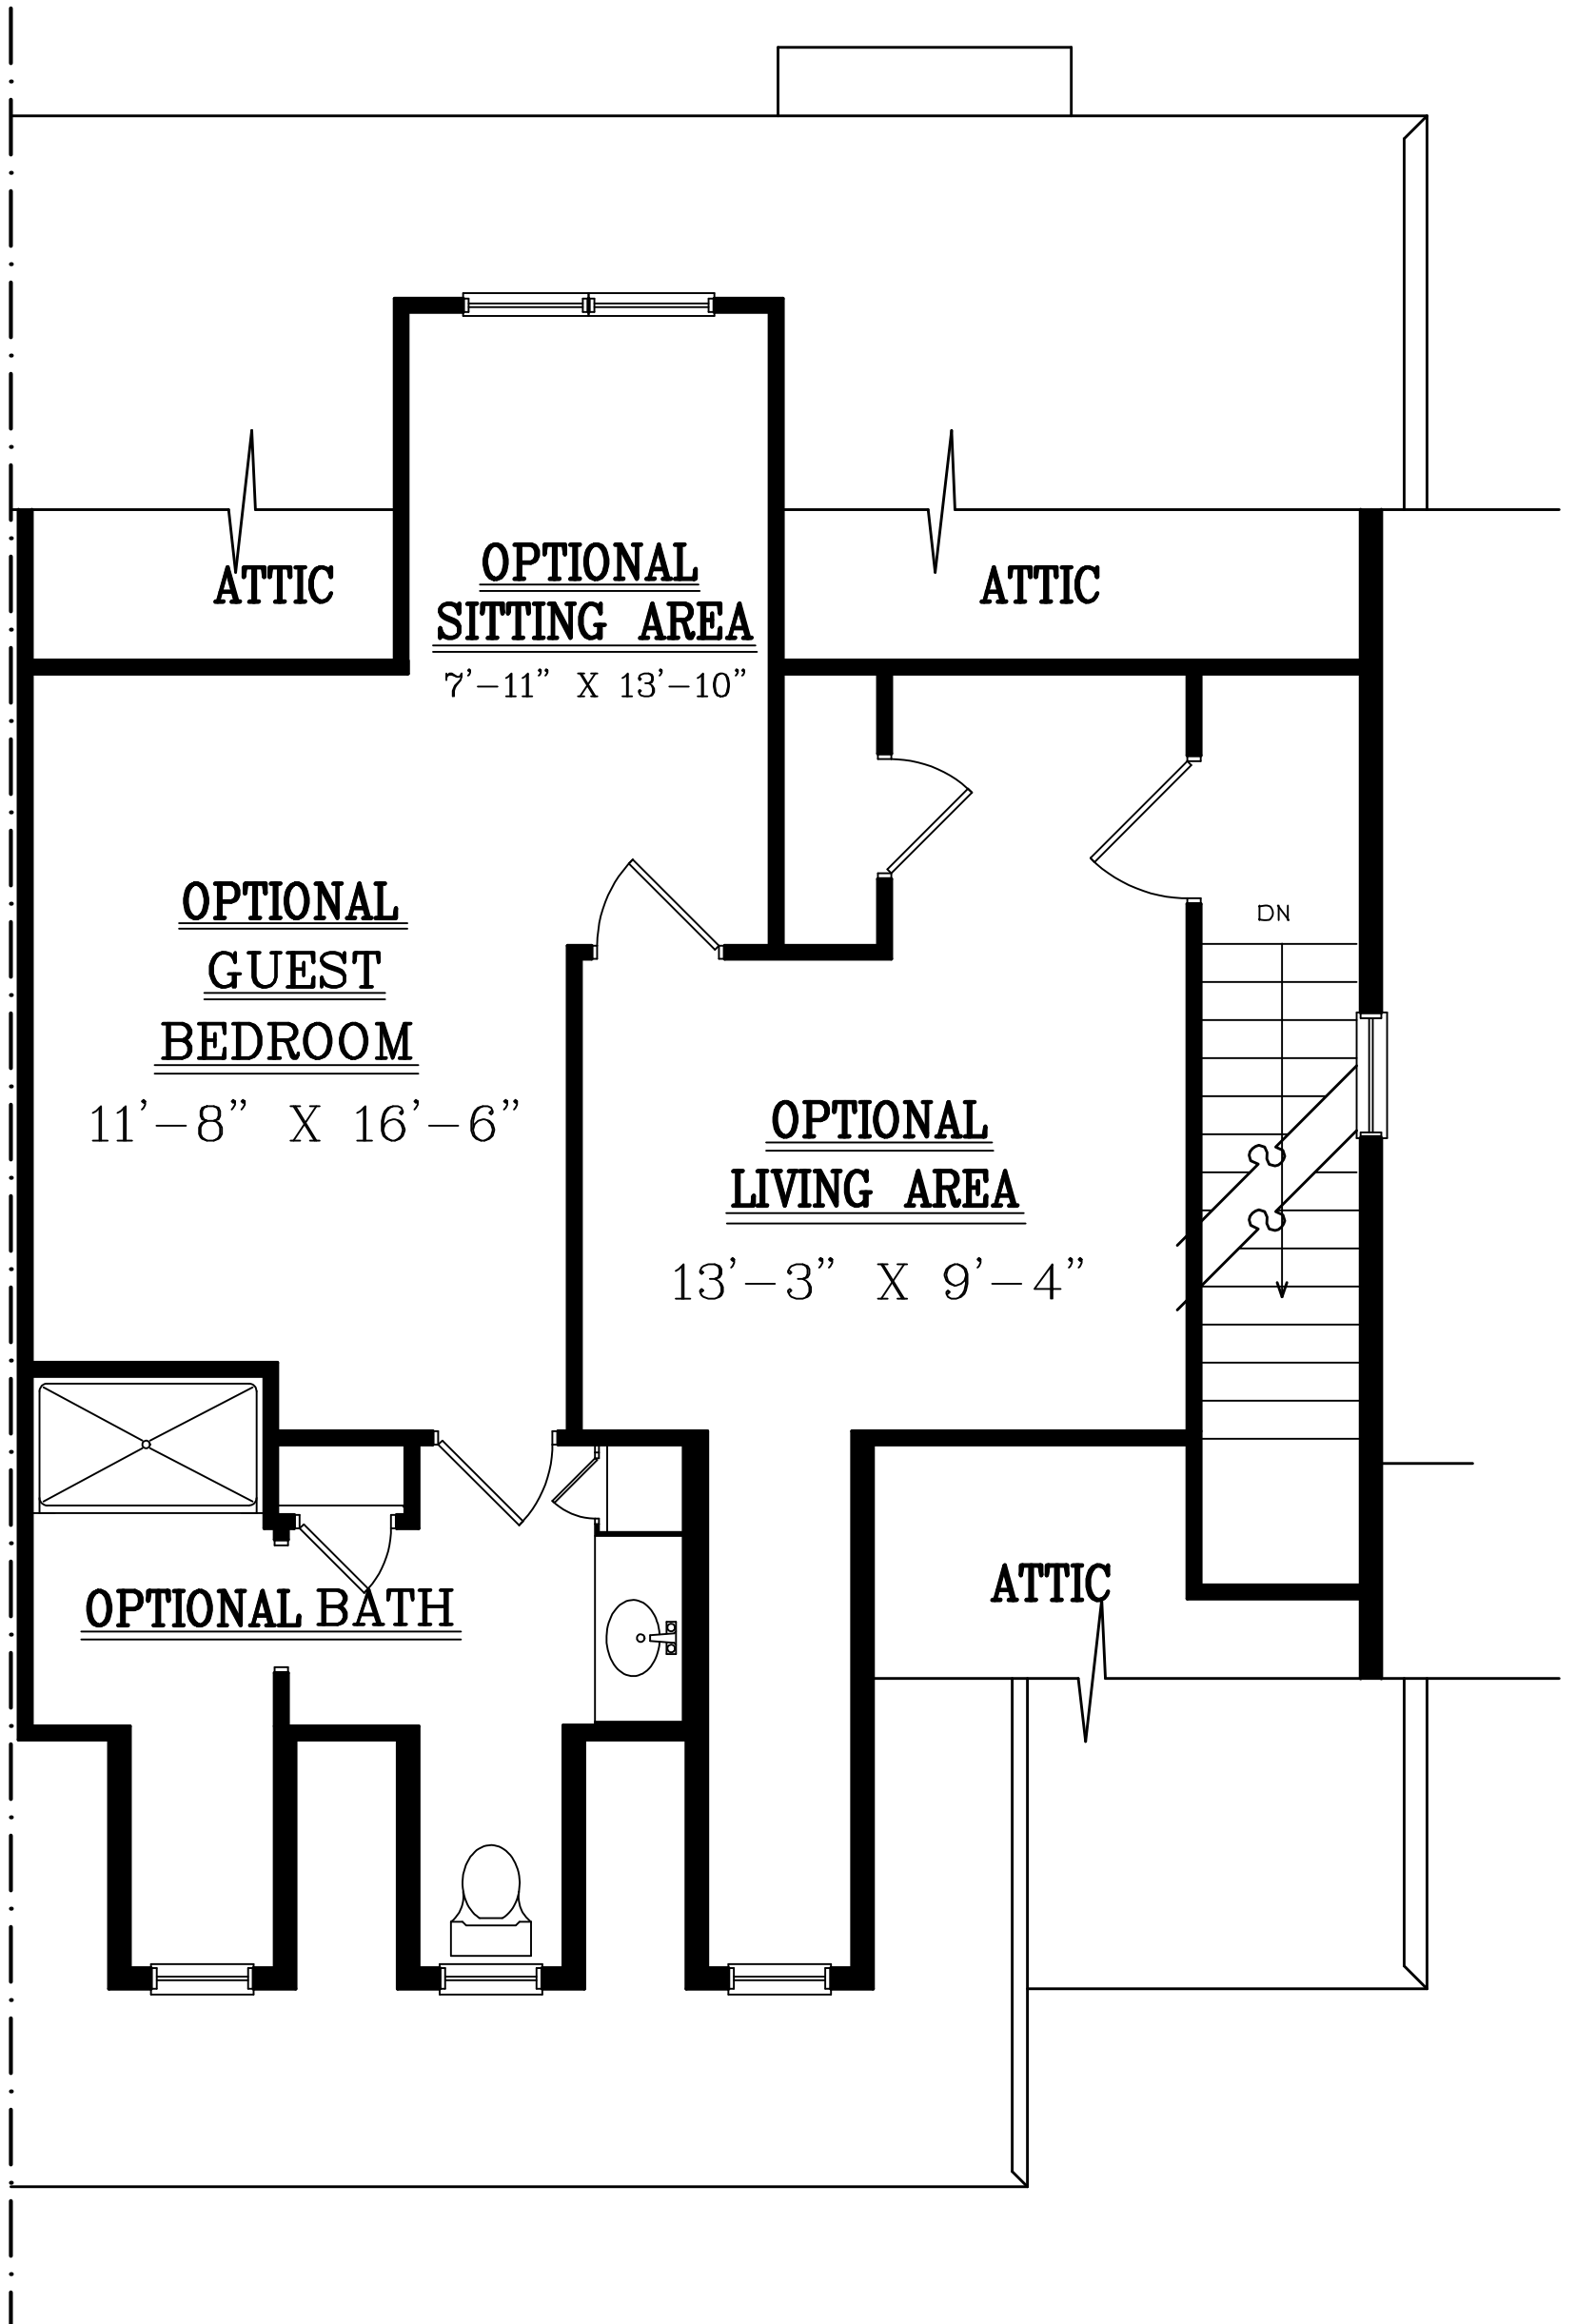 OPTIONAL
SITTING AREA
7'-11" X 13'-10"
ATTIC
ATTIC
OPTIONAL
GUEST
BEDROOM
11'-8" X 16'-6"
DN
OPTIONAL
LIVING AREA
13'-3" X 9'-4"
OPTIONAL BATH
ATTIC